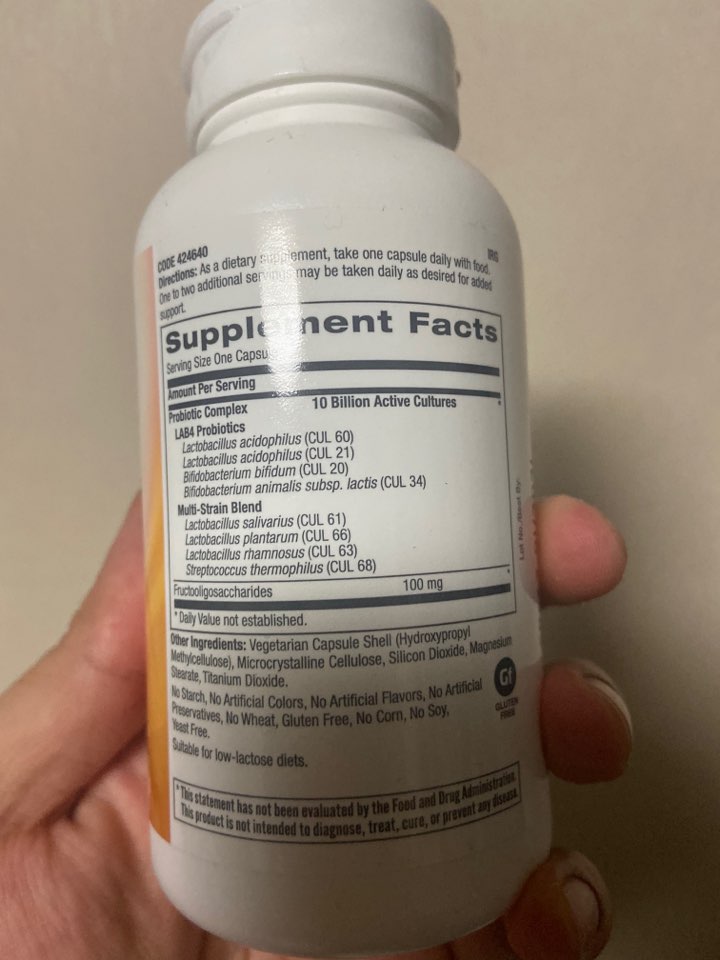 CODE 424640
IRG
Directions: As a dietary supplement, take one capsule daily with food.
One to two additional servings may be taken daily as desired for added
support.
Supplement Facts
Serving Size One Capsu
Amount Per Serving
Probiotic Complex 10 Billion Active Cultures *
LAB4 Probiotics
Lactobacillus acidophilus (CUL 60)
Lactobacillus acidophilus (CUL 21)
Bifidobacterium bifidum (CUL 20)
Bifidobacterium animalis subsp. lactis (CUL 34)
Multi-Strain Blend
Lactobacillus salivarius (CUL 61)
Lactobacillus plantarum (CUL 66)
Lactobacillus rhamnosus (CUL 63)
Streptococcus thermophilus (CUL 68)
Fructooligosaccharides 100 mg *
* Daily Value not established.
Other Ingredients: Vegetarian Capsule Shell (Hydroxypropyl
Methylcellulose), Microcrystalline Cellulose, Silicon Dioxide, Magnesium
Stearate, Titanium Dioxide.
No Starch, No Artificial Colors, No Artificial Flavors, No Artificial
Preservatives, No Wheat, Gluten Free, No Corn, No Soy,
Yeast Free.
Gf
GLUTEN
FREE
Suitable for low-lactose diets.
*This statement has not been evaluated by the Food and Drug Administration.
This product is not intended to diagnose, treat, cure, or prevent any disease.
Lot No./Best By: